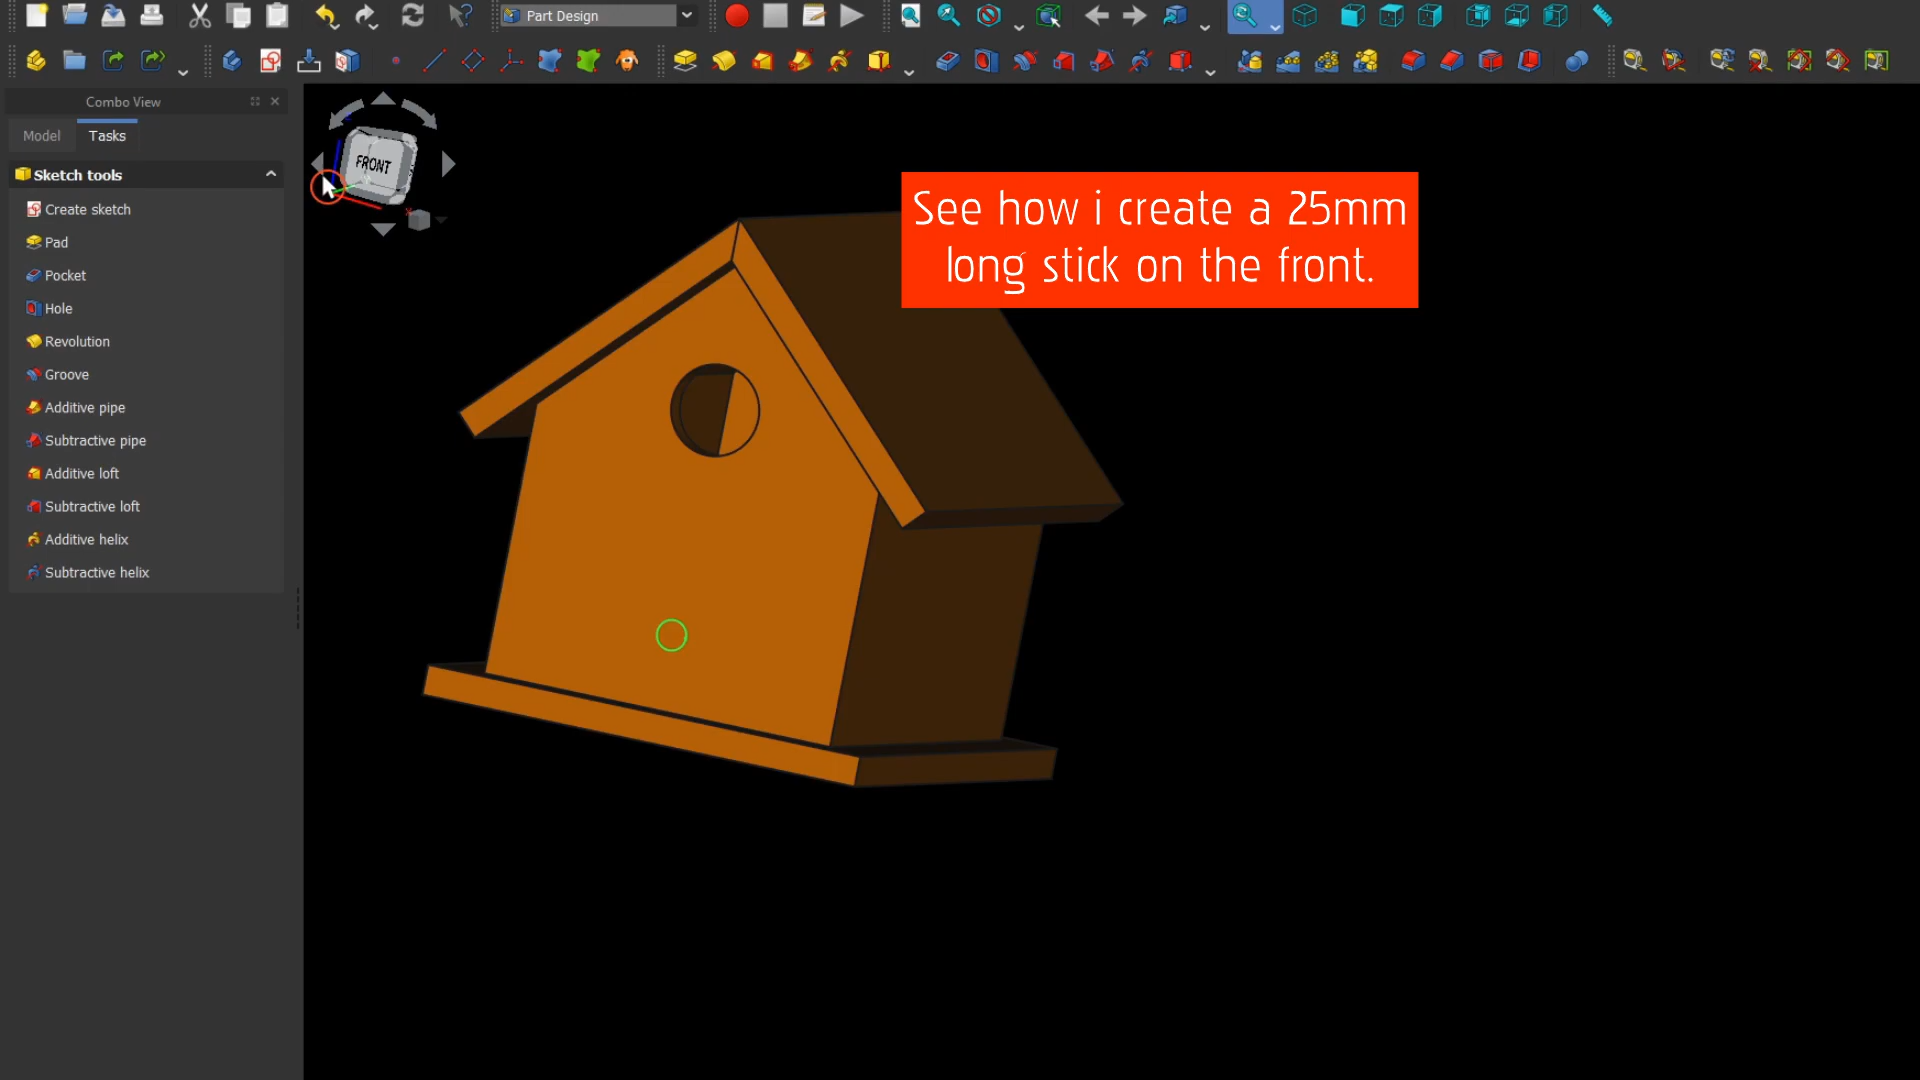 Part Design
Combo View
Model
Tasks
Sketch tools
Create sketch
Pad
Pocket
Hole
Revolution
Groove
Additive pipe
Subtractive pipe
Additive loft
Subtractive loft
Additive helix
Subtractive helix
FRONT
See how i create a 25mm
long stick on the front.